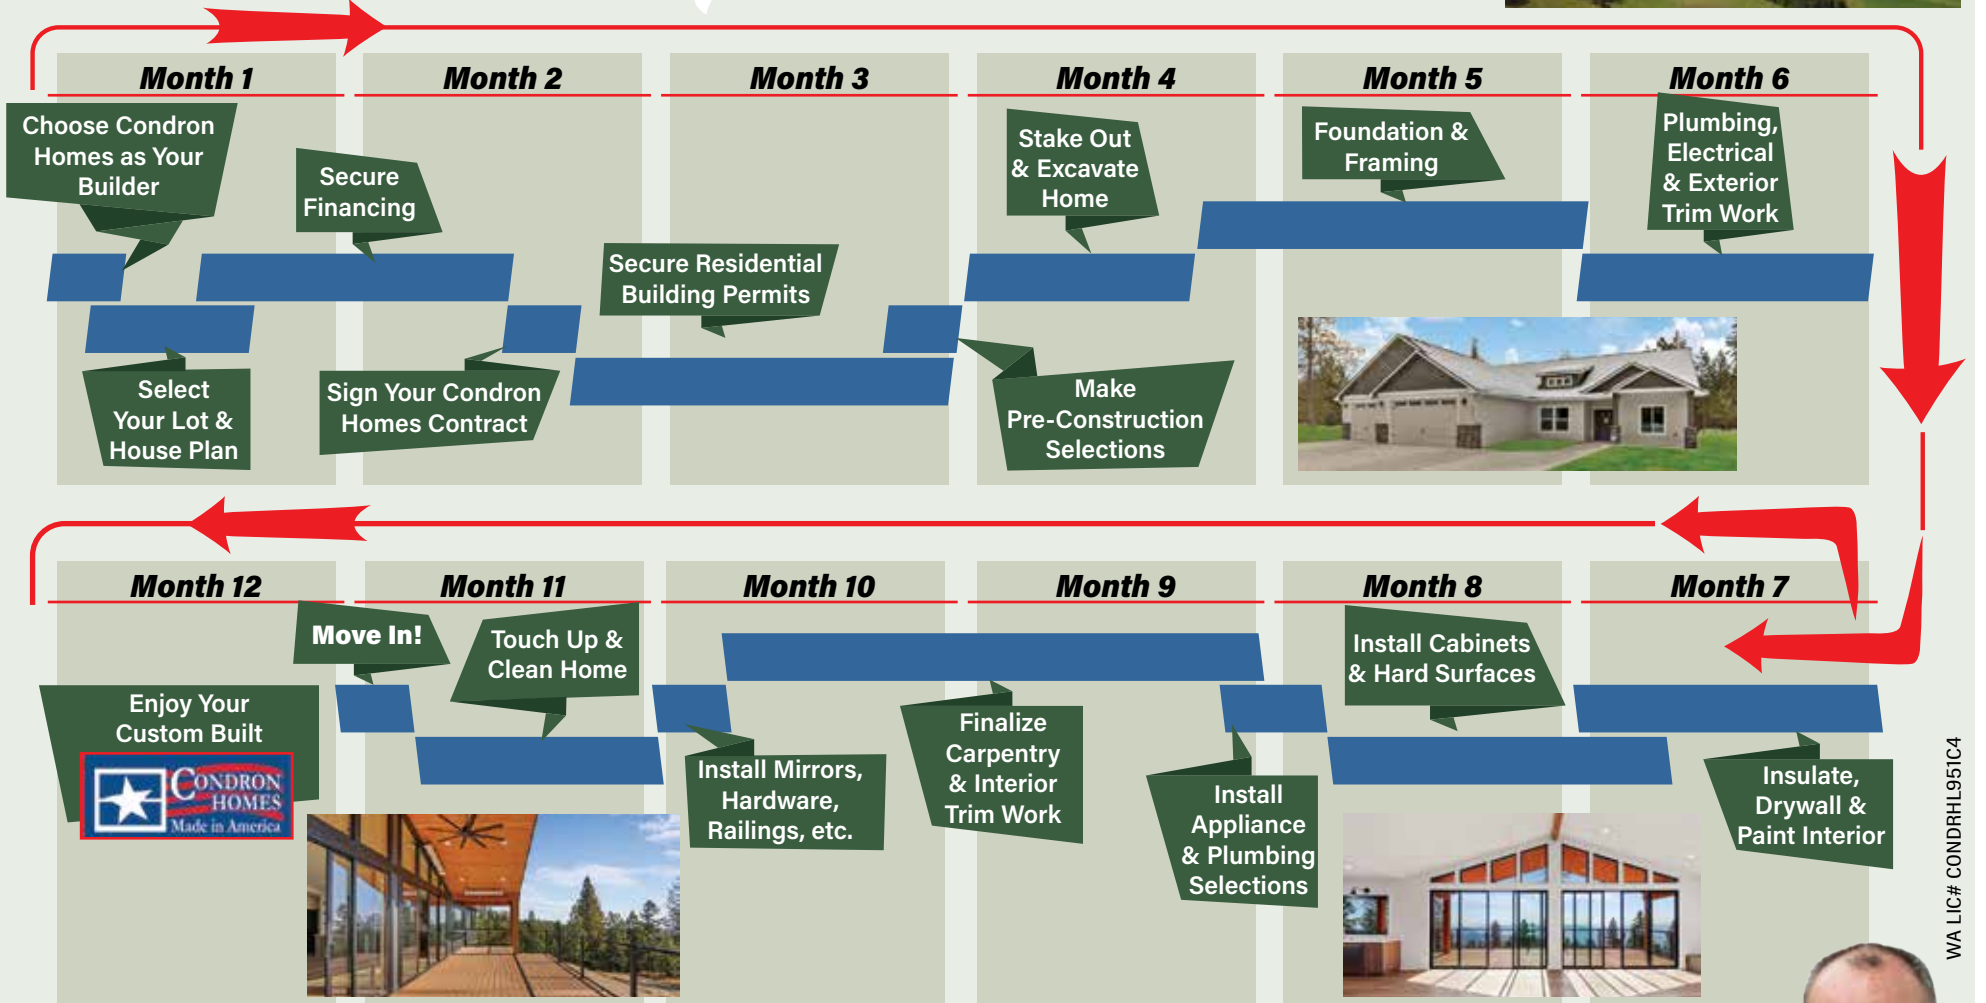 Month 1
Month 2
Month 3
Month 4
Month 5
Month 6
Choose Condron
Homes as Your
Builder
Select
Your Lot &
House Plan
Secure
Financing
Sign Your Condron
Homes Contract
Secure Residential
Building Permits
Make
Pre-Construction
Selections
Stake Out
& Excavate
Home
Foundation &
Framing
Plumbing,
Electrical
& Exterior
Trim Work
Month 7
Month 8
Month 9
Month 10
Month 11
Month 12
Insulate,
Drywall &
Paint Interior
Install Cabinets
& Hard Surfaces
Install
Appliance
& Plumbing
Selections
Finalize
Carpentry
& Interior
Trim Work
Install Mirrors,
Hardware,
Railings, etc.
Touch Up &
Clean Home
Move In!
Enjoy Your
Custom Built
CONDRON
HOMES
Made in America
WA LIC# CONDRHL951C4